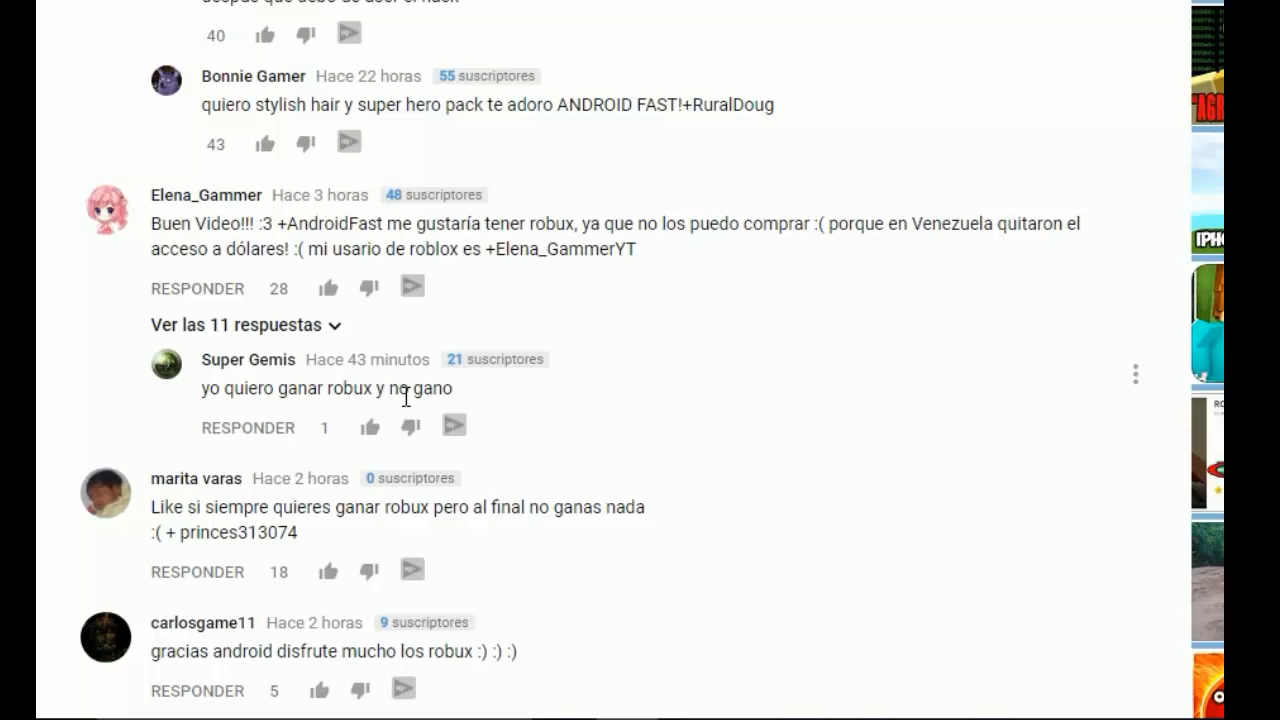 40
Bonnie Gamer Hace 22 horas 55 suscriptores
quiero stylish hair y super hero pack te adoro ANDROID FAST!+RuralDoug
43
Elena_Gammer Hace 3 horas 48 suscriptores
Buen Video!!! :3 +AndroidFast me gustaría tener robux, ya que no los puedo comprar :( porque en Venezuela quitaron el
acceso a dólares! :( mi usario de roblox es +Elena_GammerYT
RESPONDER 28
Ver las 11 respuestas
Super Gemis Hace 43 minutos 21 suscriptores
yo quiero ganar robux y no gano
RESPONDER 1
marita varas Hace 2 horas 0 suscriptores
Like si siempre quieres ganar robux pero al final no ganas nada
:( + princes313074
RESPONDER 18
carlosgame11 Hace 2 horas 9 suscriptores
gracias android disfrute mucho los robux :) :) :)
RESPONDER 5
"AGR
IPH